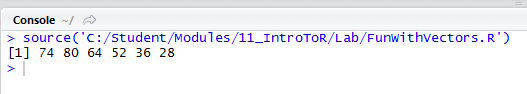 Console ~/
> source('C:/Student/Modules/11_IntroToR/Lab/FunWithVectors.R')
[1] 74 80 64 52 36 28
>